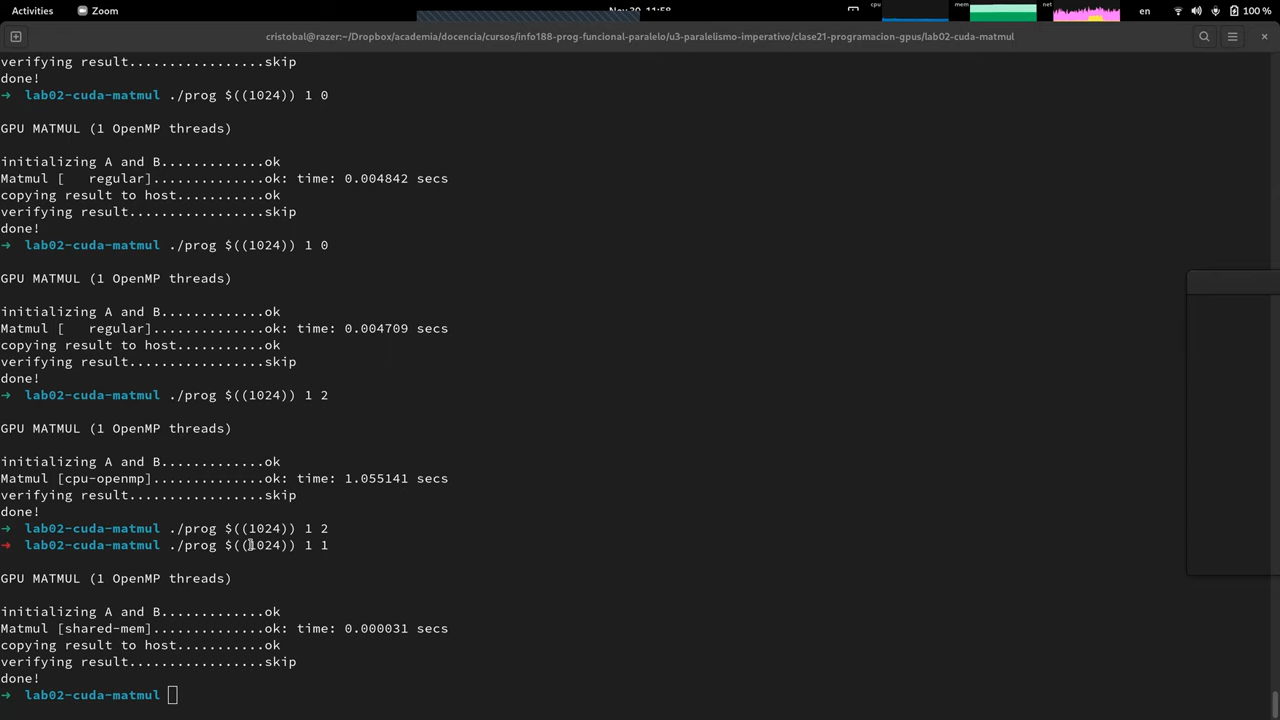 Activities Zoom Nov 30 11:58 cpu mem net en 100 %
cristobal@razer:~/Dropbox/academia/docencia/cursos/info188-prog-funcional-paralelo/u3-paralelismo-imperativo/clase21-programacion-gpus/lab02-cuda-matmul
verifying result.................skip
done!
➜ lab02-cuda-matmul ./prog $((1024)) 1 0
GPU MATMUL (1 OpenMP threads)
initializing A and B.............ok
Matmul [   regular]..............ok: time: 0.004842 secs
copying result to host...........ok
verifying result.................skip
done!
➜ lab02-cuda-matmul ./prog $((1024)) 1 0
GPU MATMUL (1 OpenMP threads)
initializing A and B.............ok
Matmul [   regular]..............ok: time: 0.004709 secs
copying result to host...........ok
verifying result.................skip
done!
➜ lab02-cuda-matmul ./prog $((1024)) 1 2
GPU MATMUL (1 OpenMP threads)
initializing A and B.............ok
Matmul [cpu-openmp]..............ok: time: 1.055141 secs
verifying result.................skip
done!
➜ lab02-cuda-matmul ./prog $((1024)) 1 2
➜ lab02-cuda-matmul ./prog $((1024)) 1 1
GPU MATMUL (1 OpenMP threads)
initializing A and B.............ok
Matmul [shared-mem]..............ok: time: 0.000031 secs
copying result to host...........ok
verifying result.................skip
done!
➜ lab02-cuda-matmul